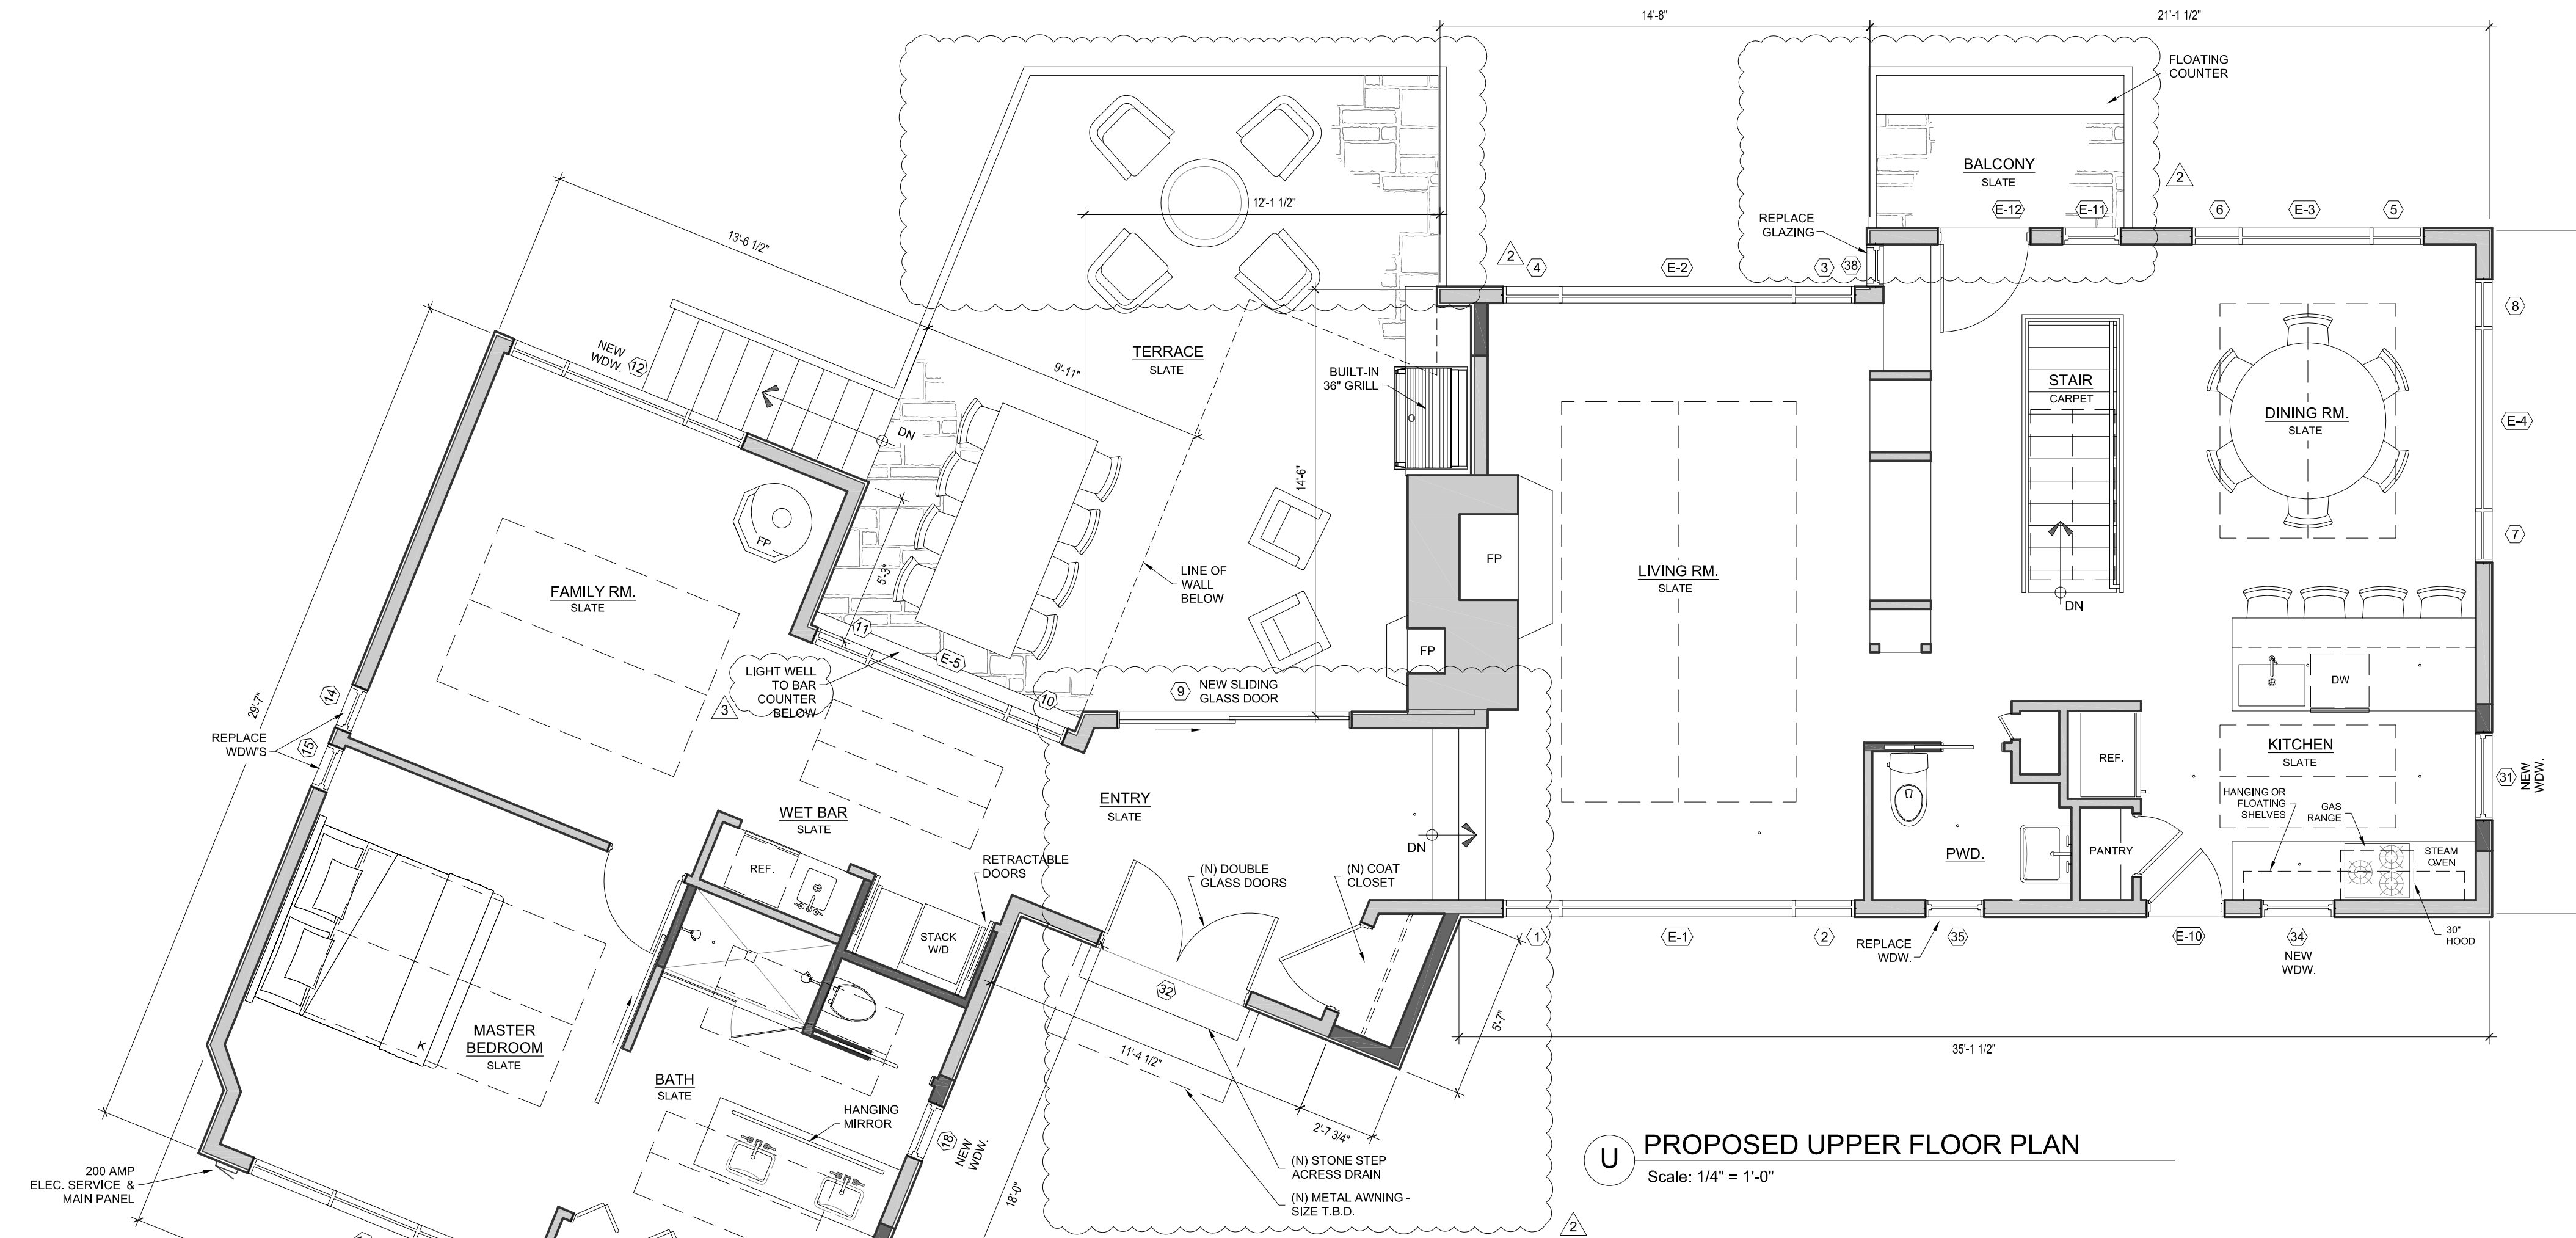 14'-8"
21'-1 1/2"
FLOATING
COUNTER
BALCONY
SLATE
2
12'-1 1/2"
E-12
E-11
6
E-3
5
REPLACE
GLAZING
13'-6 1/2"
2
4
E-2
3
38
8
NEW
WDW.
12
TERRACE
SLATE
9'-11"
BUILT-IN
36" GRILL
STAIR
CARPET
DINING RM.
SLATE
E-4
DN
14'-6"
FP
7
FP
LIVING RM.
SLATE
LINE OF
WALL
BELOW
5'-3"
FAMILY RM.
SLATE
DN
11
E-5
10
FP
LIGHT WELL
TO BAR
COUNTER
BELOW
3
9
NEW SLIDING
GLASS DOOR
DW
14
29'-7"
REPLACE
WDW'S
15
KITCHEN
SLATE
REF.
31
NEW
WDW.
HANGING OR
FLOATING
SHELVES
GAS
RANGE
ENTRY
SLATE
WET BAR
SLATE
DN
PWD.
PANTRY
STEAM
OVEN
REF.
RETRACTABLE
DOORS
(N) DOUBLE
GLASS DOORS
(N) COAT
CLOSET
STACK
W/D
1
E-1
2
REPLACE
WDW.
35
E-10
34
NEW
WDW.
30"
HOOD
32
5'-7"
MASTER
BEDROOM
SLATE
K
11'-4 1/2"
35'-1 1/2"
BATH
SLATE
HANGING
MIRROR
18
NEW
WDW.
2'-7 3/4"
U
PROPOSED UPPER FLOOR PLAN
Scale: 1/4" = 1'-0"
200 AMP
ELEC. SERVICE &
MAIN PANEL
(N) STONE STEP
ACRESS DRAIN
18'-0"
(N) METAL AWNING -
SIZE T.B.D.
2